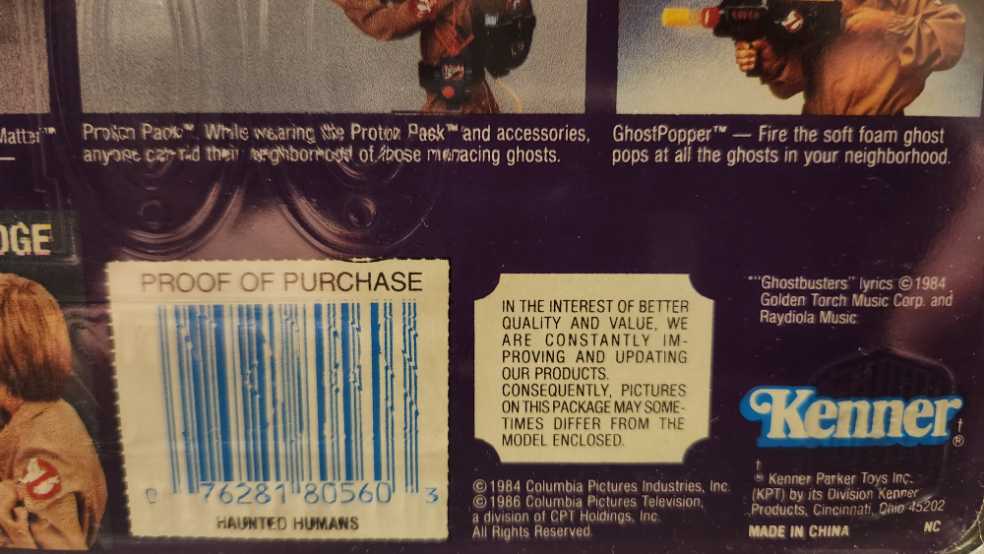 Matter™
—
Proton Pack™. While wearing the Proton Pack™ and accessories,
anyone can rid their neighborhood of those menacing ghosts.
GhostPopper™ — Fire the soft foam ghost
pops at all the ghosts in your neighborhood.
DGE
PROOF OF PURCHASE
0 76281 80560 3
HAUNTED HUMANS
IN THE INTEREST OF BETTER
QUALITY AND VALUE, WE
ARE CONSTANTLY IM-
PROVING AND UPDATING
OUR PRODUCTS.
CONSEQUENTLY, PICTURES
ON THIS PACKAGE MAY SOME-
TIMES DIFFER FROM THE
MODEL ENCLOSED.
© 1984 Columbia Pictures Industries, Inc.
© 1986 Columbia Pictures Television,
a division of CPT Holdings, Inc.
All Rights Reserved.
"Ghostbusters" lyrics © 1984
Golden Torch Music Corp. and
Raydiola Music
Kenner †®
† Kenner Parker Toys Inc.
(KPT) by its Division Kenner
Products, Cincinnati, Ohio 45202
MADE IN CHINA NC